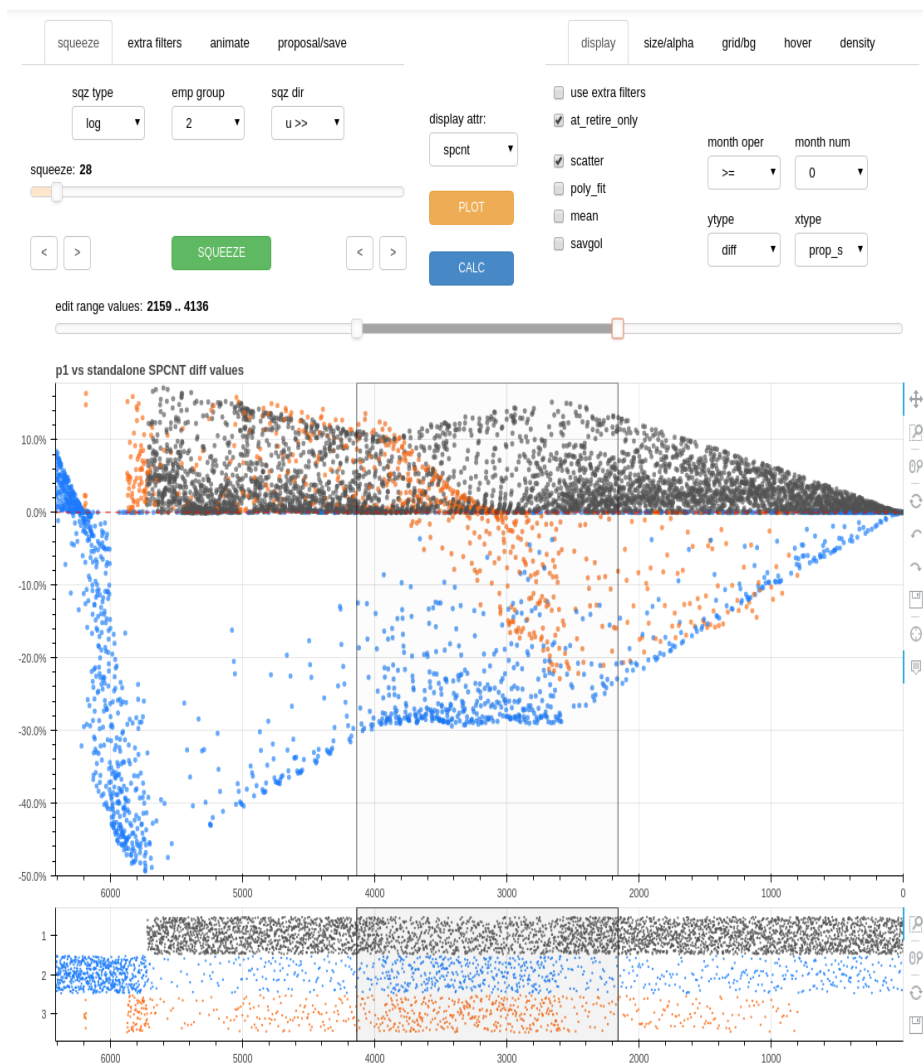 squeeze extra filters animate proposal/save
display size/alpha grid/bg hover density
sqz type emp group sqz dir
log 2 u >>
squeeze: 28
< > SQUEEZE < >
display attr:
spcnt
PLOT
CALC
use extra filters
at_retire_only
scatter
poly_fit
mean
savgol
month oper month num
>= 0
ytype xtype
diff prop_s
edit range values: 2159 .. 4136
p1 vs standalone SPCNT diff values
10.0%
0.0%
-10.0%
-20.0%
-30.0%
-40.0%
-50.0%
6000 5000 4000 3000 2000 1000 0
1
2
3
6000 5000 4000 3000 2000 1000